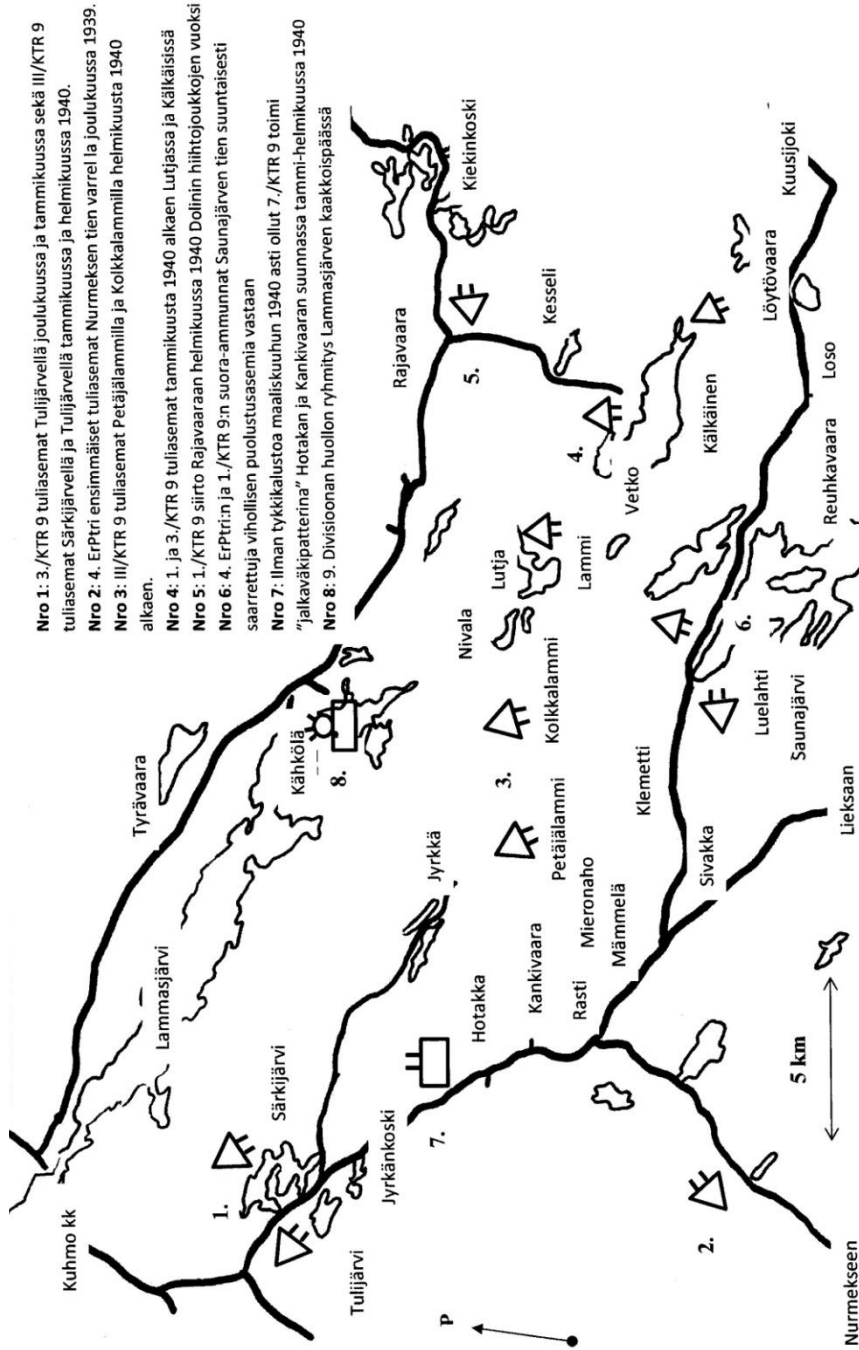 Nro 1: 3./KTR 9 tuliasemat Tulijärvellä joulukuussa ja tammikuussa sekä III/KTR 9
tuliasemat Särkijärvellä ja Tulijärvellä tammikuussa ja helmikuussa 1940.
Nro 2: 4. ErPtri ensimmäiset tuliasemat Nurmeksen tien varrel la joulukuussa 1939.
Nro 3: III/KTR 9 tuliasemat Petäjälammilla ja Kolkkalammilla helmikuusta 1940
alkaen.
Nro 4: 1. ja 3./KTR 9 tuliasemat tammikuusta 1940 alkaen Lutjassa ja Kälkäisissä
Nro 5: 1./KTR 9 siirto Rajavaaraan helmikuussa 1940 Dolinin hiihtojoukkojen vuoksi
Nro 6: 4. ErPtri:n ja 1./KTR 9:n suora-ammunnat Saunajärven tien suuntaisesti
saarrettuja vihollisen puolustusasemia vastaan
Nro 7: Ilman tykkikalustoa maaliskuuhun 1940 asti ollut 7./KTR 9 toimi
"jalkaväkipatterina" Hotakan ja Kankivaaran suunnassa tammi-helmikuussa 1940
Nro 8: 9. Divisioonan huollon ryhmitys Lammasjärven kaakkoispäässä
Kuhmo kk
Lammasjärvi
Tyrävaara
Rajavaara
Kiekinkoski
Särkijärvi
1.
Tulijärvi
Jyrkänkoski
Jyrkkä
Kähkölä
8.
5.
Kesseli
7.
Hotakka
Kankivaara
Rasti
Mieronaho
Mämmelä
Petäjälammi
3.
Kolkkalammi
Nivala
Lutja
Lammi
4.
Vetko
Kälkäinen
Klemetti
Sivakka
Luelahti
Saunajärvi
6.
Reuhkavaara
Loso
Löytövaara
Kuusijoki
2.
Nurmekseen
Lieksaan
5 km
P